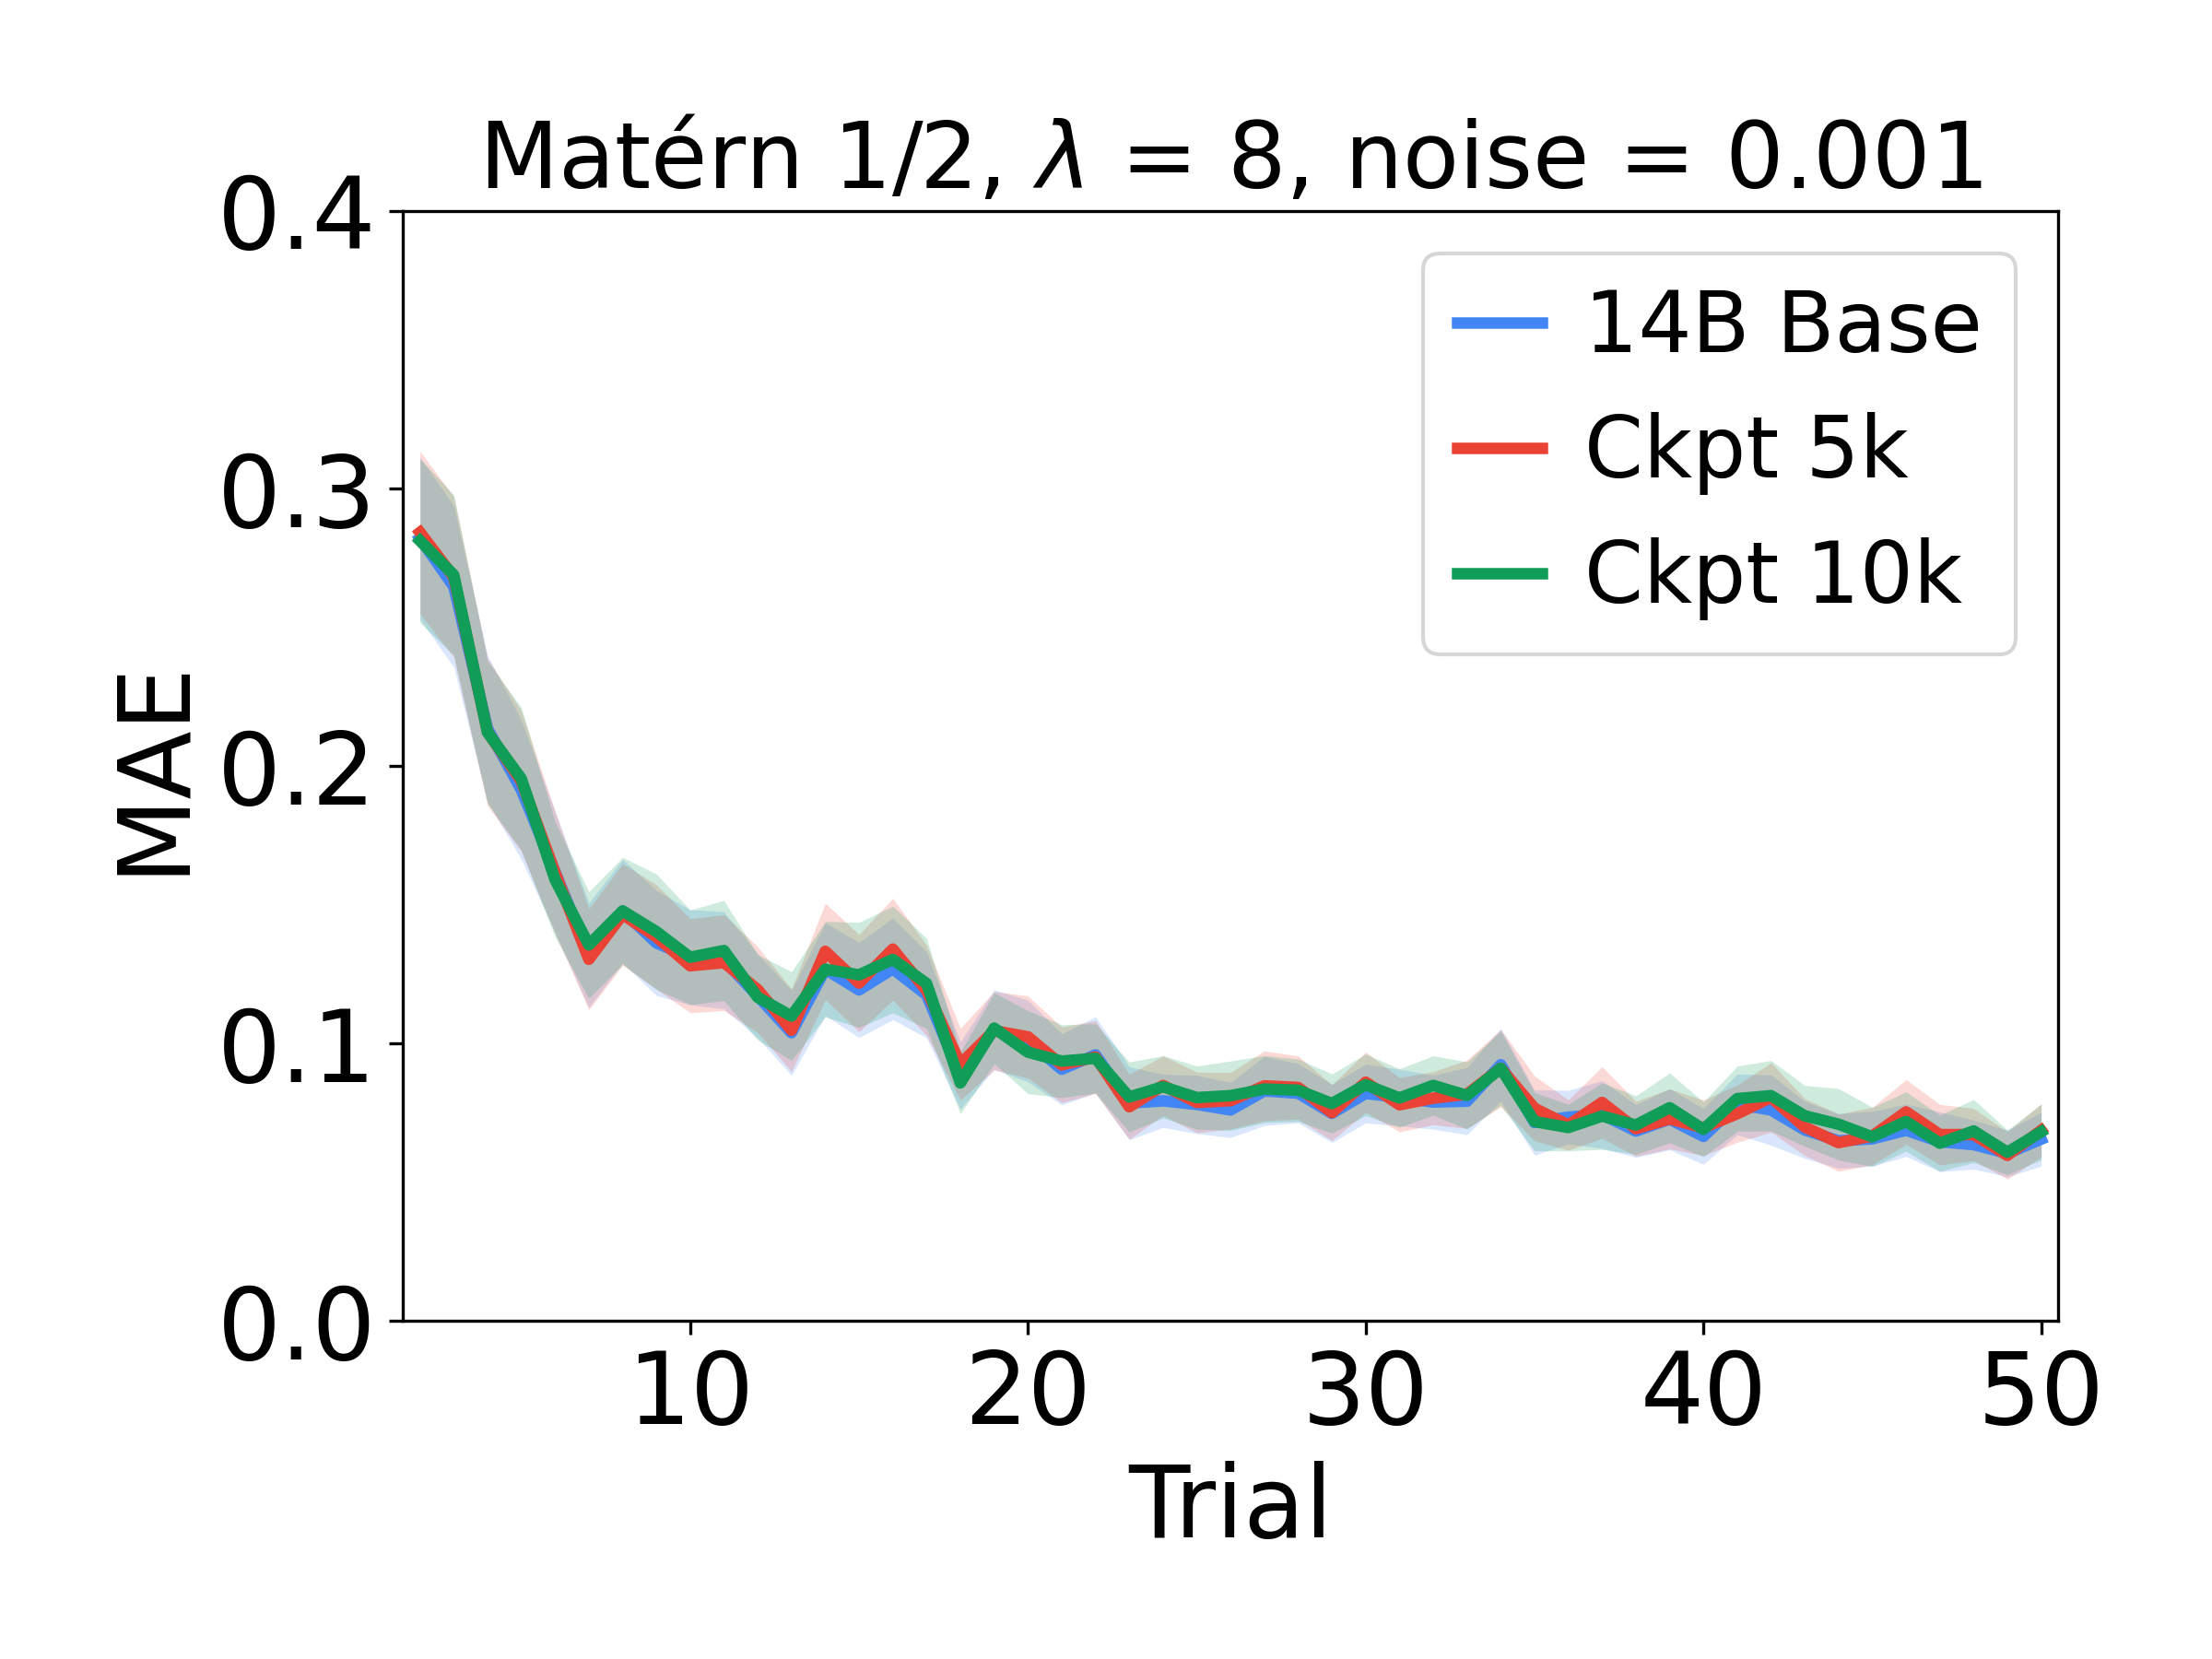 Matérn 1/2, λ = 8, noise = 0.001
0.4
0.3
0.2
0.1
0.0
MAE
14B Base
Ckpt 5k
Ckpt 10k
10 20 30 40 50
Trial